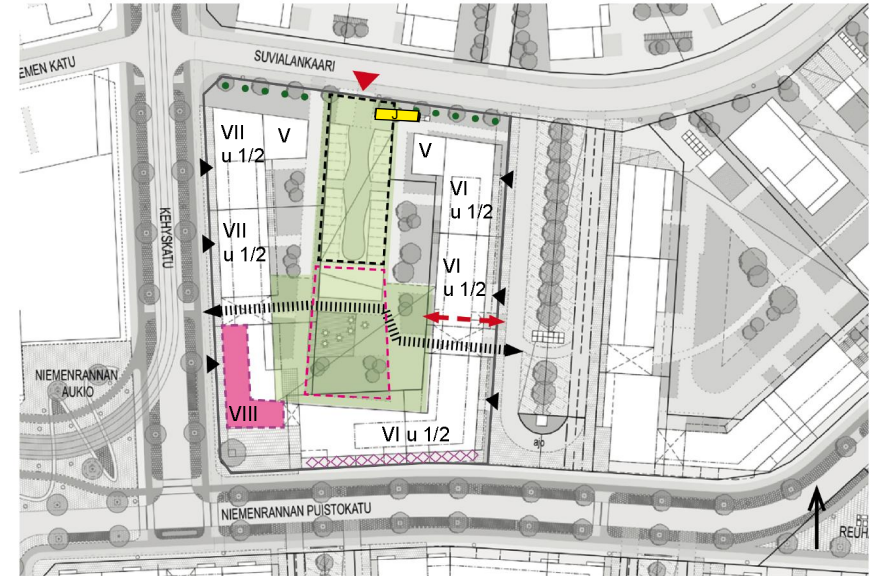 SUVIALANKAARI
EMEN KATU
J
VII
u 1/2
V
V
VI
u 1/2
VII
u 1/2
KEHYSKATU
VI
u 1/2
NIEMENRANNAN
AUKIO
VIII
VI u 1/2
ajo
NIEMENRANNAN PUISTOKATU
REUH